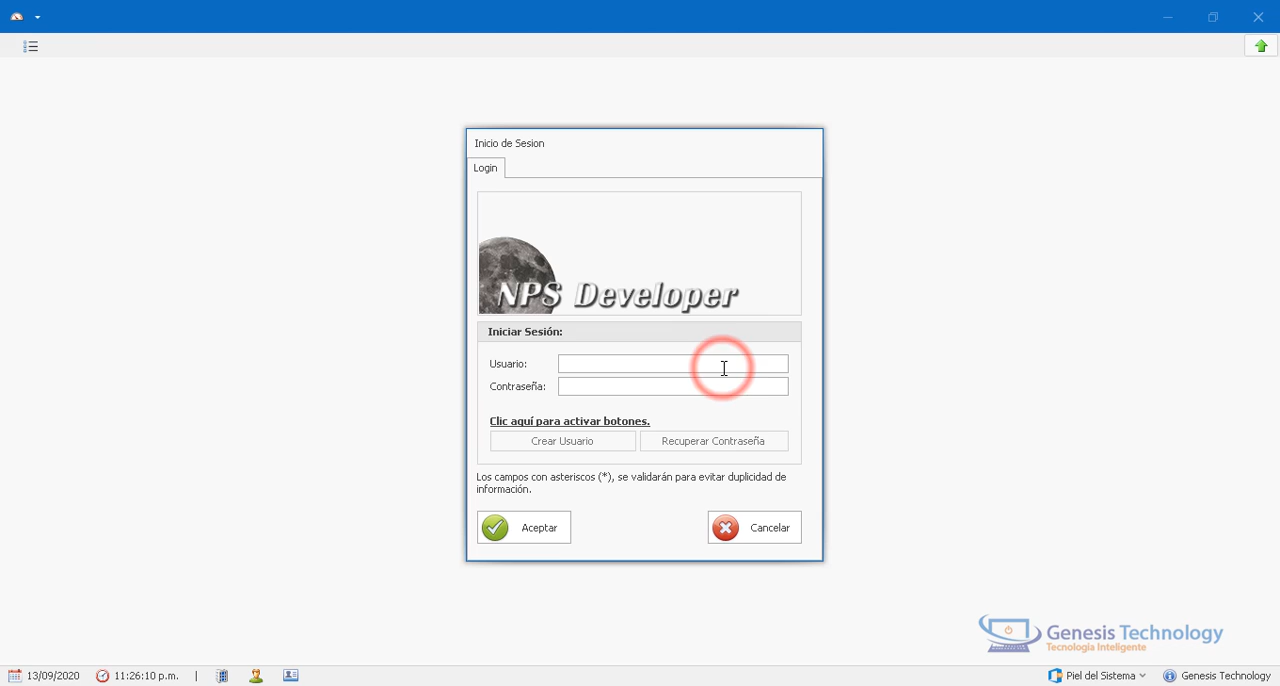 Inicio de Sesion
Login
NPS Developer
Iniciar Sesión:
Usuario:
Contraseña:
Clic aquí para activar botones.
Crear Usuario Recuperar Contraseña
Los campos con asteriscos (*), se validarán para evitar duplicidad de
información.
Aceptar Cancelar
Genesis Technology
Tecnología Inteligente
13/09/2020 11:26:10 p.m. | Piel del Sistema Genesis Technology